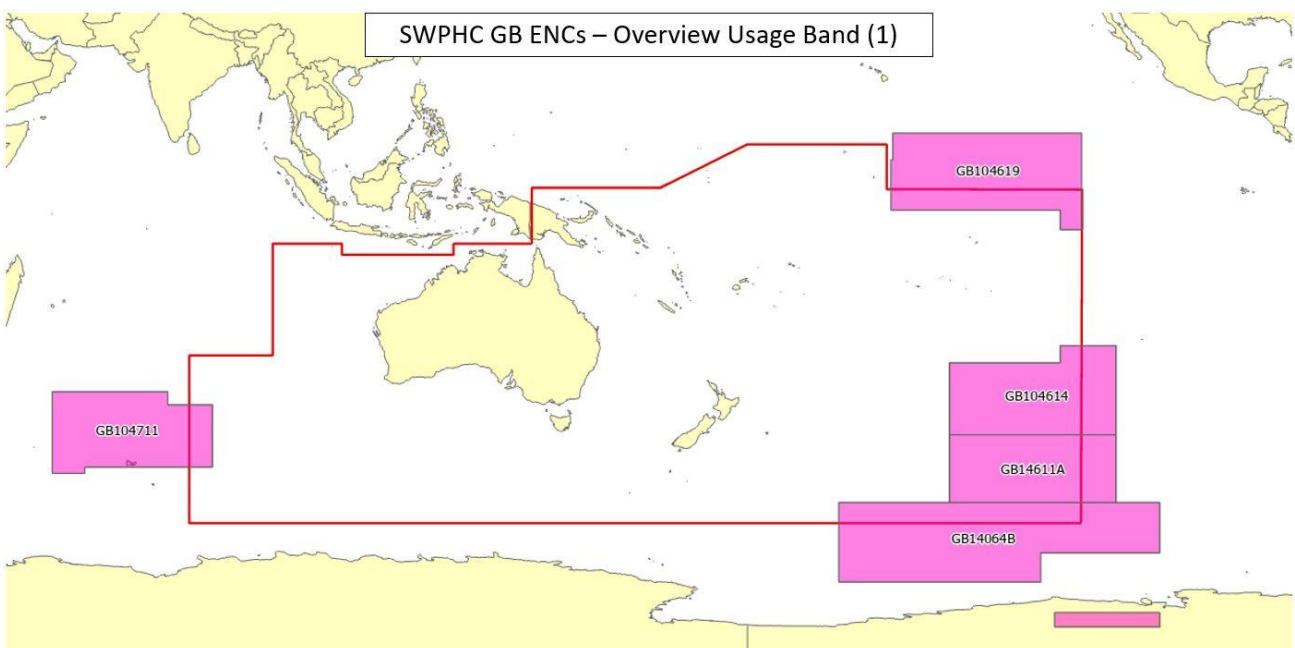 SWPHC GB ENCs – Overview Usage Band (1)
GB104619
GB104614
GB104711
GB14611A
GB14064B